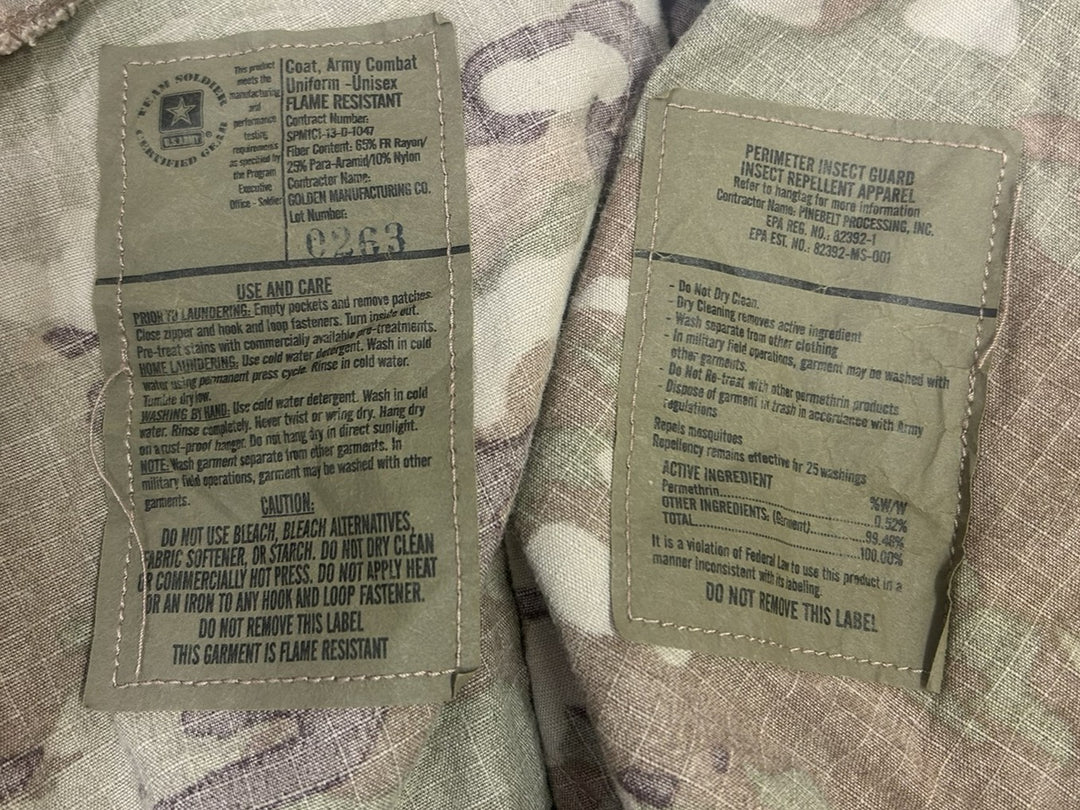 TEAM SOLDIER
CERTIFIED GEAR
U.S.ARMY
This product
meets the
manufacturing
and
performance
testing
requirements
as specified by
the Program
Executive
Office - Soldier
Coat, Army Combat
Uniform -Unisex
FLAME RESISTANT
Contract Number:
SPM1C1-13-D-1047
Fiber Content: 65% FR Rayon/
25% Para-Aramid/10% Nylon
Contractor Name:
GOLDEN MANUFACTURING CO.
Lot Number:
0263
USE AND CARE
PRIOR TO LAUNDERING: Empty pockets and remove patches.
Close zipper and hook and loop fasteners. Turn inside out.
Pre-treat stains with commercially available pre-treatments.
HOME LAUNDERING: Use cold water detergent. Wash in cold
water using permanent press cycle. Rinse in cold water.
Tumble dry low.
WASHING BY HAND: Use cold water detergent. Wash in cold
water. Rinse completely. Never twist or wring dry. Hang dry
on a rust-proof hanger. Do not hang dry in direct sunlight.
NOTE: Wash garment separate from other garments. In
military field operations, garment may be washed with other
garments.
CAUTION:
DO NOT USE BLEACH, BLEACH ALTERNATIVES,
FABRIC SOFTENER, OR STARCH. DO NOT DRY CLEAN
OR COMMERCIALLY HOT PRESS. DO NOT APPLY HEAT
OR AN IRON TO ANY HOOK AND LOOP FASTENER.
DO NOT REMOVE THIS LABEL
THIS GARMENT IS FLAME RESISTANT
PERIMETER INSECT GUARD
INSECT REPELLENT APPAREL
Refer to hangtag for more information
Contractor Name: PINEBELT PROCESSING, INC.
EPA REG. NO.: 82392-1
EPA EST. NO.: 82392-MS-001
- Do Not Dry Clean.
- Dry Cleaning removes active ingredient
- Wash separate from other clothing
- In military field operations, garment may be washed with
other garments.
- Do Not Re-treat with other permethrin products
Dispose of garment in trash in accordance with Army
regulations
Repels mosquitoes
Repellency remains effective for 25 washings
ACTIVE INGREDIENT %W/W
Permethrin.......................... 0.52%
OTHER INGREDIENTS: (Garment)............. 99.48%
TOTAL.......................... 100.00%
It is a violation of Federal Law to use this product in a
manner inconsistent with its labeling.
DO NOT REMOVE THIS LABEL